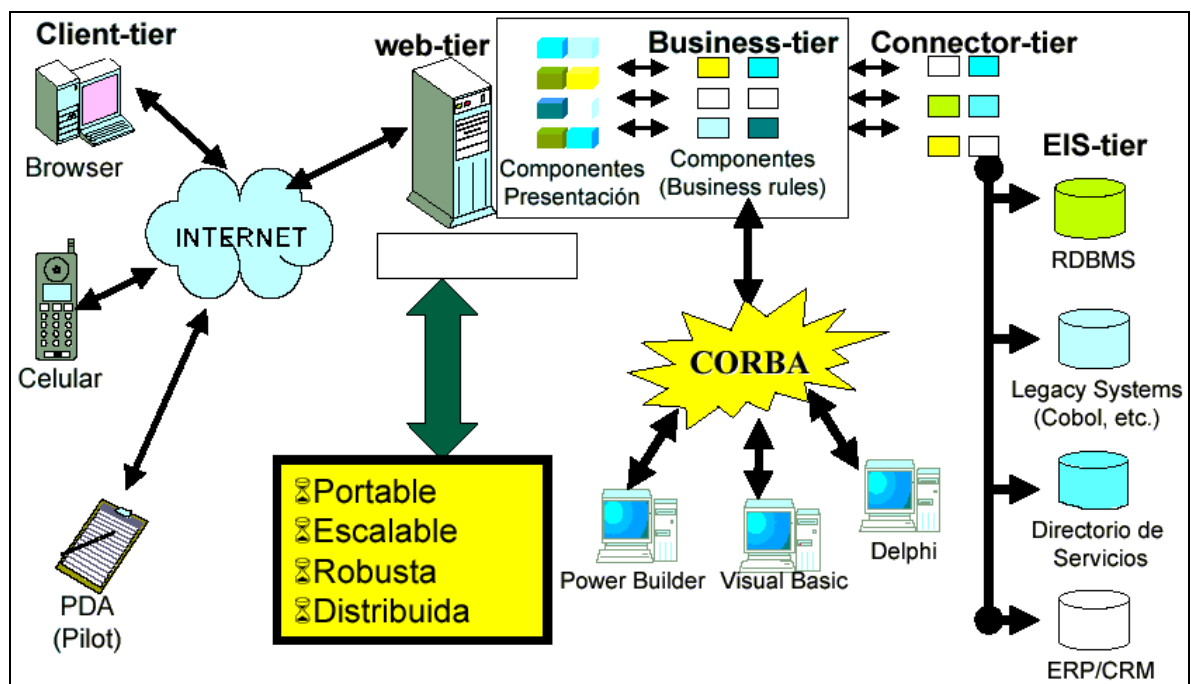 Client-tier
Browser
INTERNET
Celular
PDA
(Pilot)
web-tier
Componentes
Presentación
Business-tier
Componentes
(Business rules)
Connector-tier
EIS-tier
RDBMS
Legacy Systems
(Cobol, etc.)
Directorio de
Servicios
ERP/CRM
CORBA
Power Builder
Visual Basic
Delphi
Portable
Escalable
Robusta
Distribuida